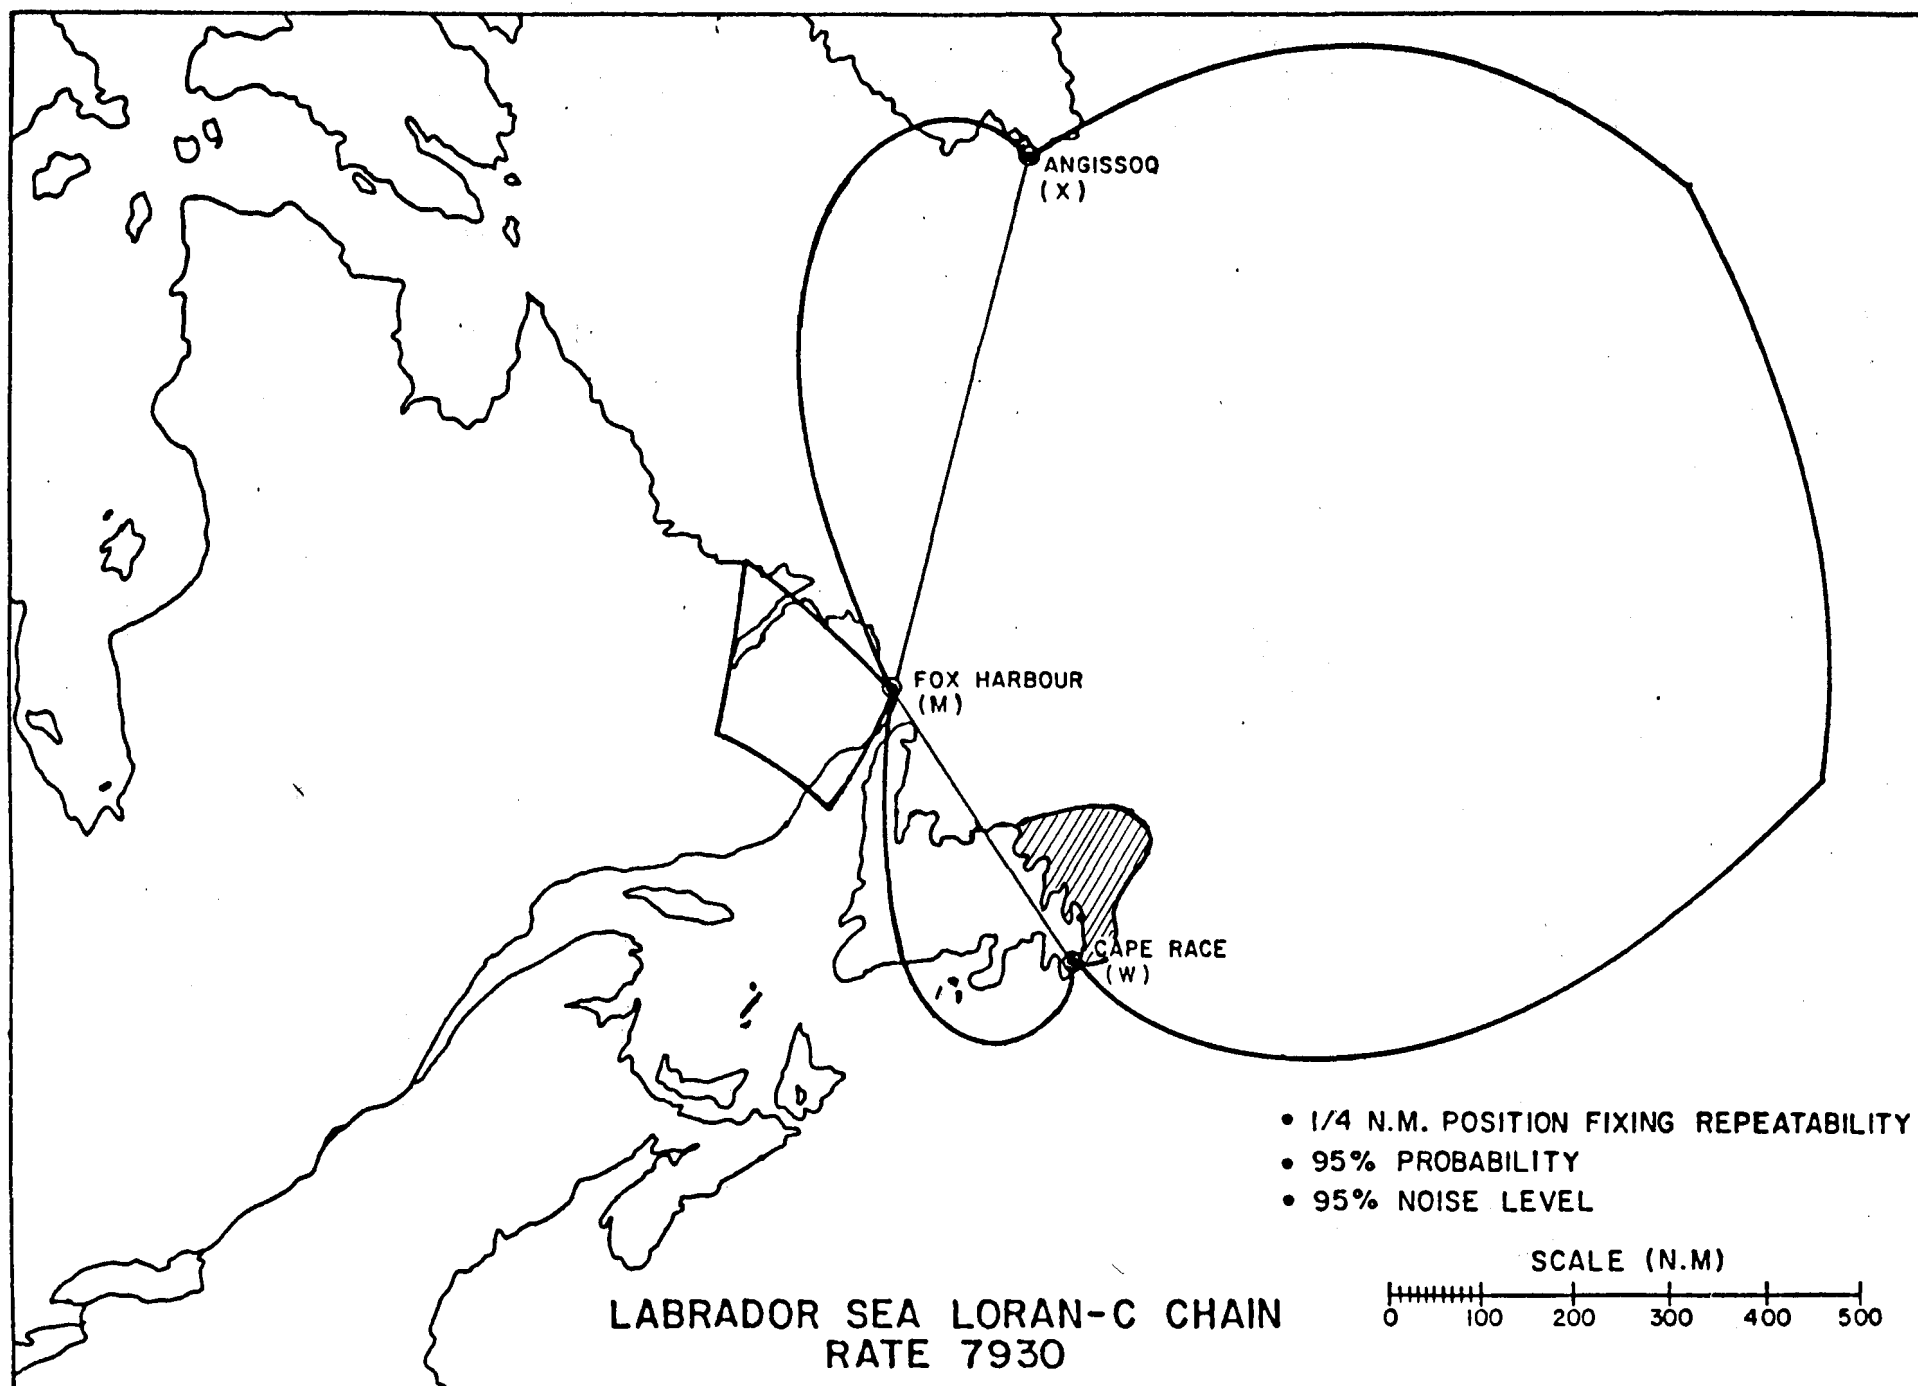 ANGISSOQ
(X)
FOX HARBOUR
(M)
CAPE RACE
(W)
• 1/4 N.M. POSITION FIXING REPEATABILITY
• 95% PROBABILITY
• 95% NOISE LEVEL
SCALE (N.M)
0 100 200 300 400 500
LABRADOR SEA LORAN-C CHAIN
RATE 7930